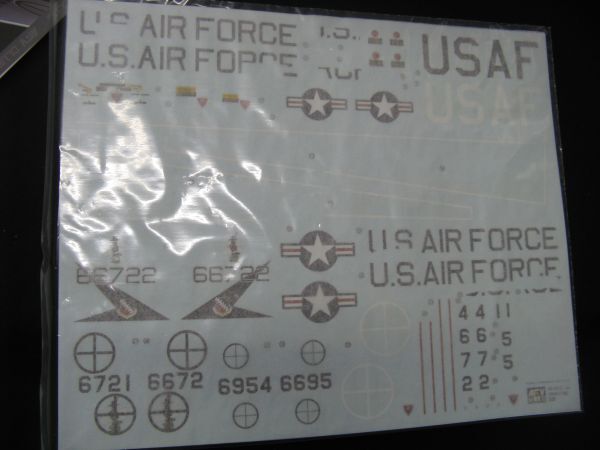 U.S. AIR FORCE
U.S.
USAF
U.S.AIR FORCE
USAF
66722
66722
U.S. AIR FORCE
U.S.AIR FORCE
4 4 11
6 6 5
7 7 5
2 2
6721 6672 6954 6695